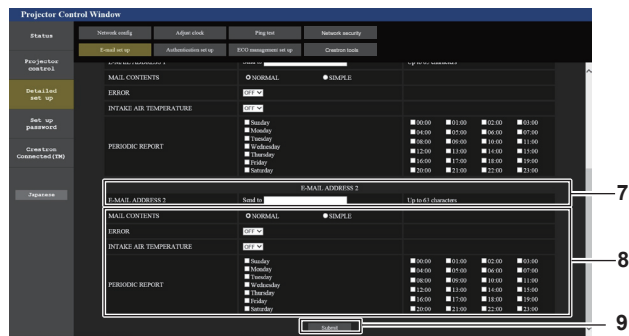 Projector Control Window
Status
Projector control
Detailed set up
Set up password
Crestron Connected(TM)
Japanese
Network config Adjust clock Ping test Network security
E-mail set up Authentication set up ECO management set up Crestron tools
MAIL CONTENTS NORMAL SIMPLE
ERROR OFF
INTAKE AIR TEMPERATURE OFF
PERIODIC REPORT
Sunday 00:00 01:00 02:00 03:00
Monday 04:00 05:00 06:00 07:00
Tuesday 08:00 09:00 10:00 11:00
Wednesday 12:00 13:00 14:00 15:00
Thursday 16:00 17:00 18:00 19:00
Friday 20:00 21:00 22:00 23:00
Saturday
E-MAIL ADDRESS 2
E-MAIL ADDRESS 2 Send to Up to 63 characters
7
MAIL CONTENTS NORMAL SIMPLE
ERROR OFF
INTAKE AIR TEMPERATURE OFF
8
PERIODIC REPORT
Sunday 00:00 01:00 02:00 03:00
Monday 04:00 05:00 06:00 07:00
Tuesday 08:00 09:00 10:00 11:00
Wednesday 12:00 13:00 14:00 15:00
Thursday 16:00 17:00 18:00 19:00
Friday 20:00 21:00 22:00 23:00
Saturday
Submit
9